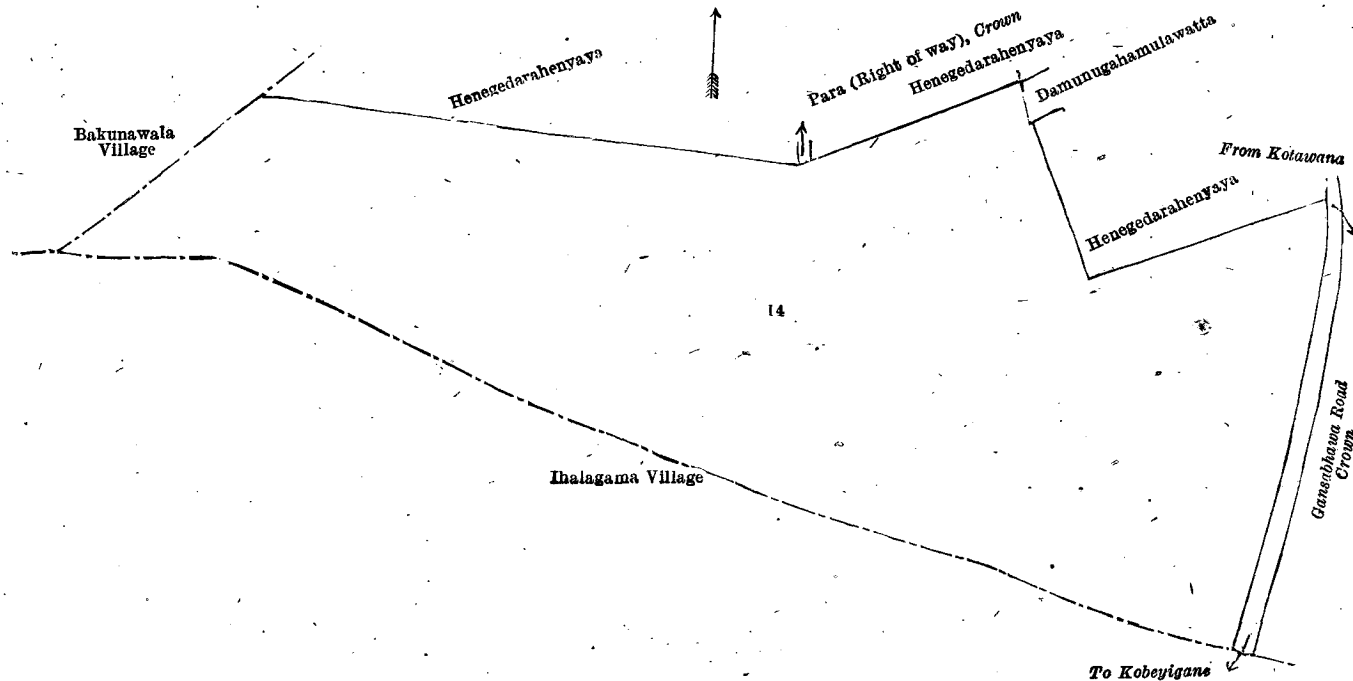 Para (Right of way), Crown
Henegedarahenyaya
Henegedarahenyaya
Damunugahamulawatta
Bakunawala
Village
From Kotawana
Henegedarahenyaya
14
Gansabhawa Road
Crown
Ihalagama Village
To Kobeyigane